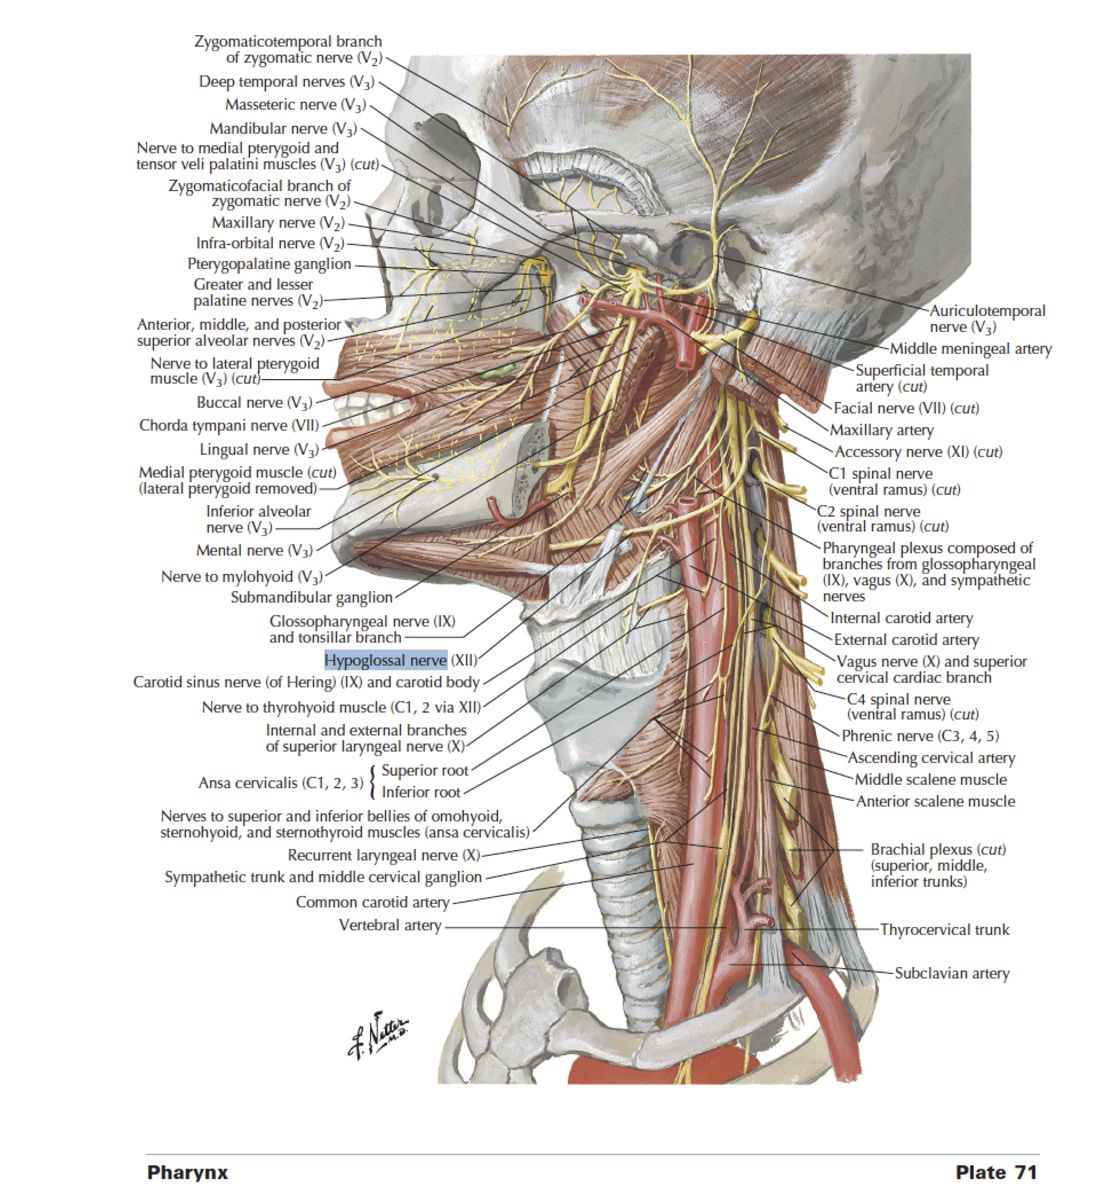 Zygomaticotemporal branch
of zygomatic nerve (V2)
Deep temporal nerves (V3)
Masseteric nerve (V3)
Mandibular nerve (V3)
Nerve to medial pterygoid and
tensor veli palatini muscles (V3) (cut)
Zygomaticofacial branch of
zygomatic nerve (V2)
Maxillary nerve (V2)
Infra-orbital nerve (V2)
Pterygopalatine ganglion
Greater and lesser
palatine nerves (V2)
Anterior, middle, and posterior
superior alveolar nerves (V2)
Nerve to lateral pterygoid
muscle (V3) (cut)
Buccal nerve (V3)
Chorda tympani nerve (VII)
Lingual nerve (V3)
Medial pterygoid muscle (cut)
(lateral pterygoid removed)
Inferior alveolar
nerve (V3)
Mental nerve (V3)
Nerve to mylohyoid (V3)
Submandibular ganglion
Glossopharyngeal nerve (IX)
and tonsillar branch
Hypoglossal nerve (XII)
Carotid sinus nerve (of Hering) (IX) and carotid body
Nerve to thyrohyoid muscle (C1, 2 via XII)
Internal and external branches
of superior laryngeal nerve (X)
Ansa cervicalis (C1, 2, 3) { Superior root
Inferior root
Nerves to superior and inferior bellies of omohyoid,
sternohyoid, and sternothyroid muscles (ansa cervicalis)
Recurrent laryngeal nerve (X)
Sympathetic trunk and middle cervical ganglion
Common carotid artery
Vertebral artery
Auriculotemporal
nerve (V3)
Middle meningeal artery
Superficial temporal
artery (cut)
Facial nerve (VII) (cut)
Maxillary artery
Accessory nerve (XI) (cut)
C1 spinal nerve
(ventral ramus) (cut)
C2 spinal nerve
(ventral ramus) (cut)
Pharyngeal plexus composed of
branches from glossopharyngeal
(IX), vagus (X), and sympathetic
nerves
Internal carotid artery
External carotid artery
Vagus nerve (X) and superior
cervical cardiac branch
C4 spinal nerve
(ventral ramus) (cut)
Phrenic nerve (C3, 4, 5)
Ascending cervical artery
Middle scalene muscle
Anterior scalene muscle
Brachial plexus (cut)
(superior, middle,
inferior trunks)
Thyrocervical trunk
Subclavian artery
F. Netter
M.D.
Pharynx
Plate 71